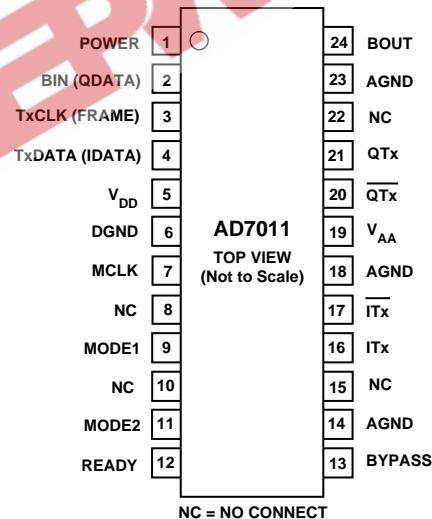 POWER 1 24 BOUT
BIN (QDATA) 2 23 AGND
TxCLK (FRAME) 3 22 NC
TxDATA (IDATA) 4 21 QTx
VDD 5 20 QTx
DGND 6 19 VAA
MCLK 7 18 AGND
NC 8 17 ITx
MODE1 9 16 ITx
NC 10 15 NC
MODE2 11 14 AGND
READY 12 13 BYPASS
AD7011
TOP VIEW
(Not to Scale)
NC = NO CONNECT